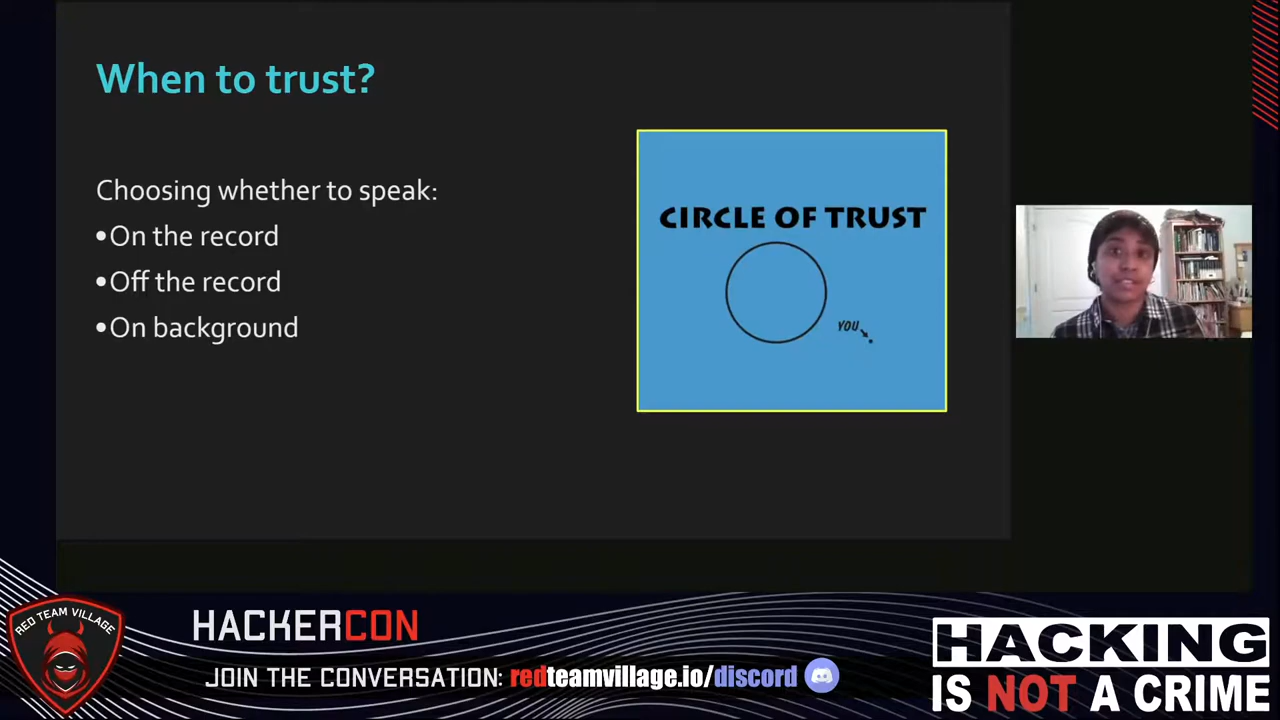 When to trust?
Choosing whether to speak:
•On the record
•Off the record
•On background
CIRCLE OF TRUST
YOU
RED TEAM VILLAGE
HACKERCON
JOIN THE CONVERSATION: redteamvillage.io/discord
HACKING
IS NOT A CRIME